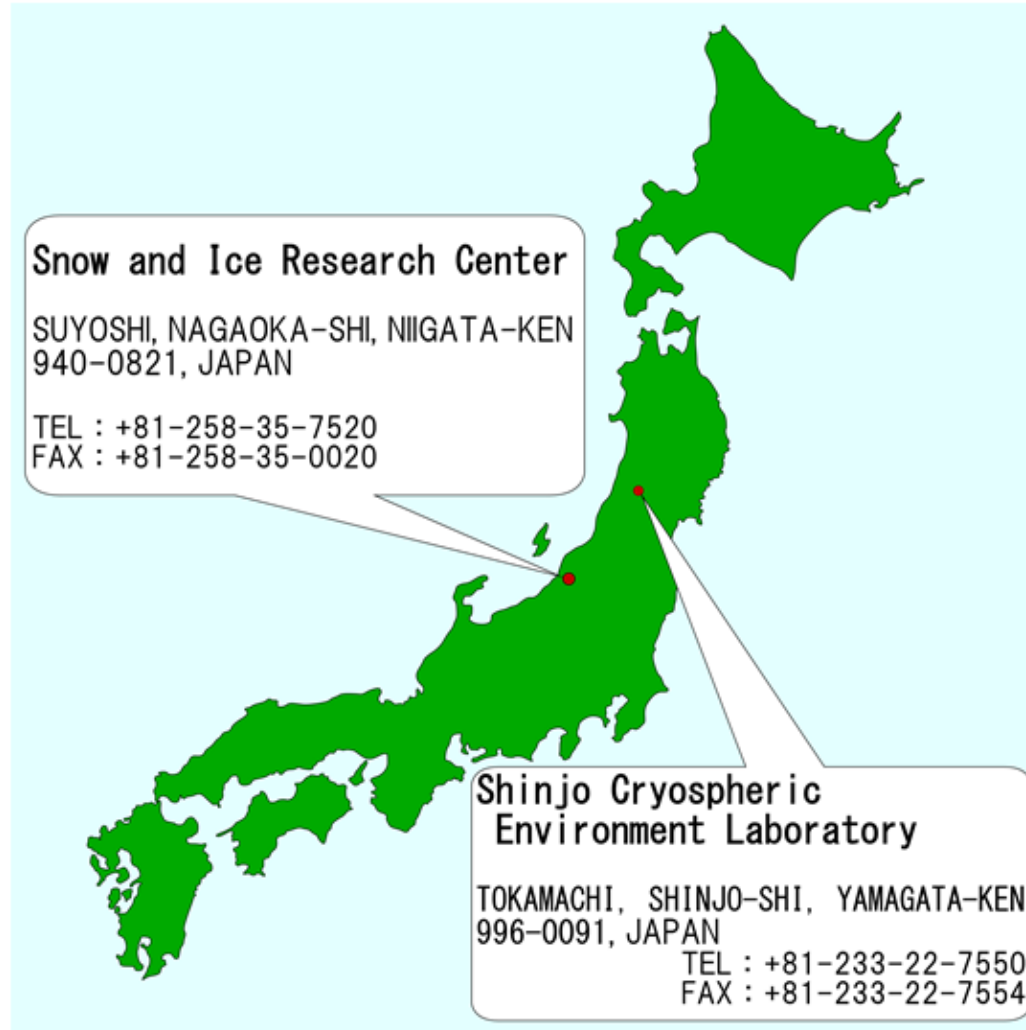 Snow and Ice Research Center
SUYOSHI, NAGAOKA-SHI, NIIGATA-KEN
940-0821, JAPAN
TEL：+81-258-35-7520
FAX：+81-258-35-0020
Shinjo Cryospheric
Environment Laboratory
TOKAMACHI, SHINJO-SHI, YAMAGATA-KEN
996-0091, JAPAN
TEL：+81-233-22-7550
FAX：+81-233-22-7554